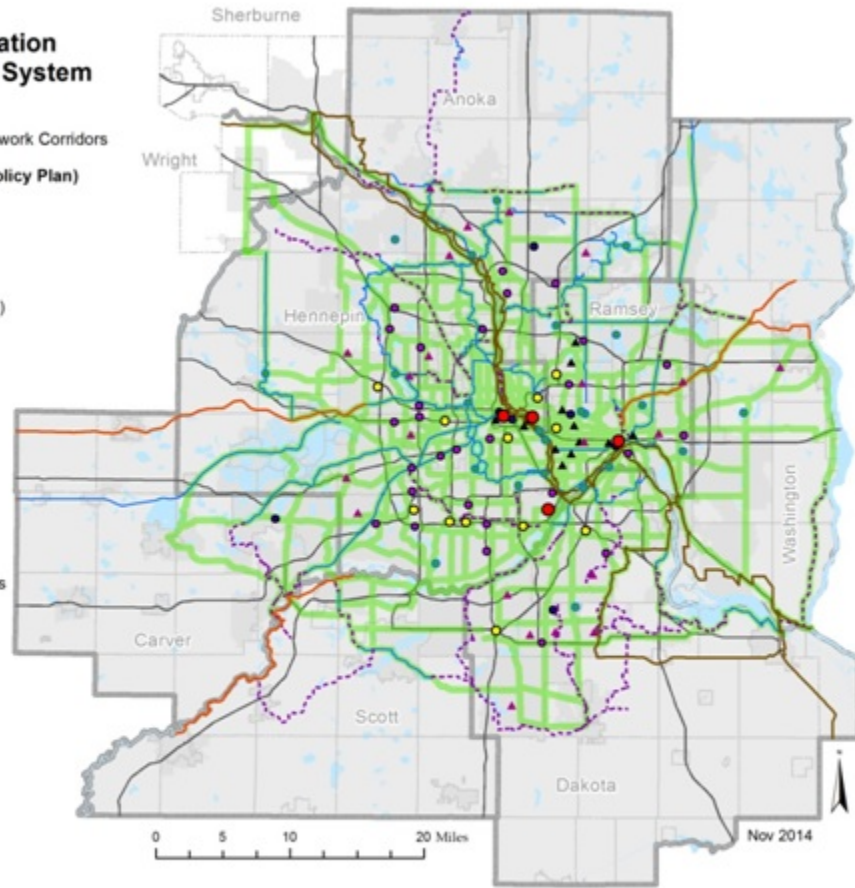 Sherburne
ation
System
Anoka
work Corridors
Wright
olicy Plan)
)
Hennepin
Ramsey
Washington
s
Carver
Scott
Dakota
0 5 10 20 Miles
Nov 2014